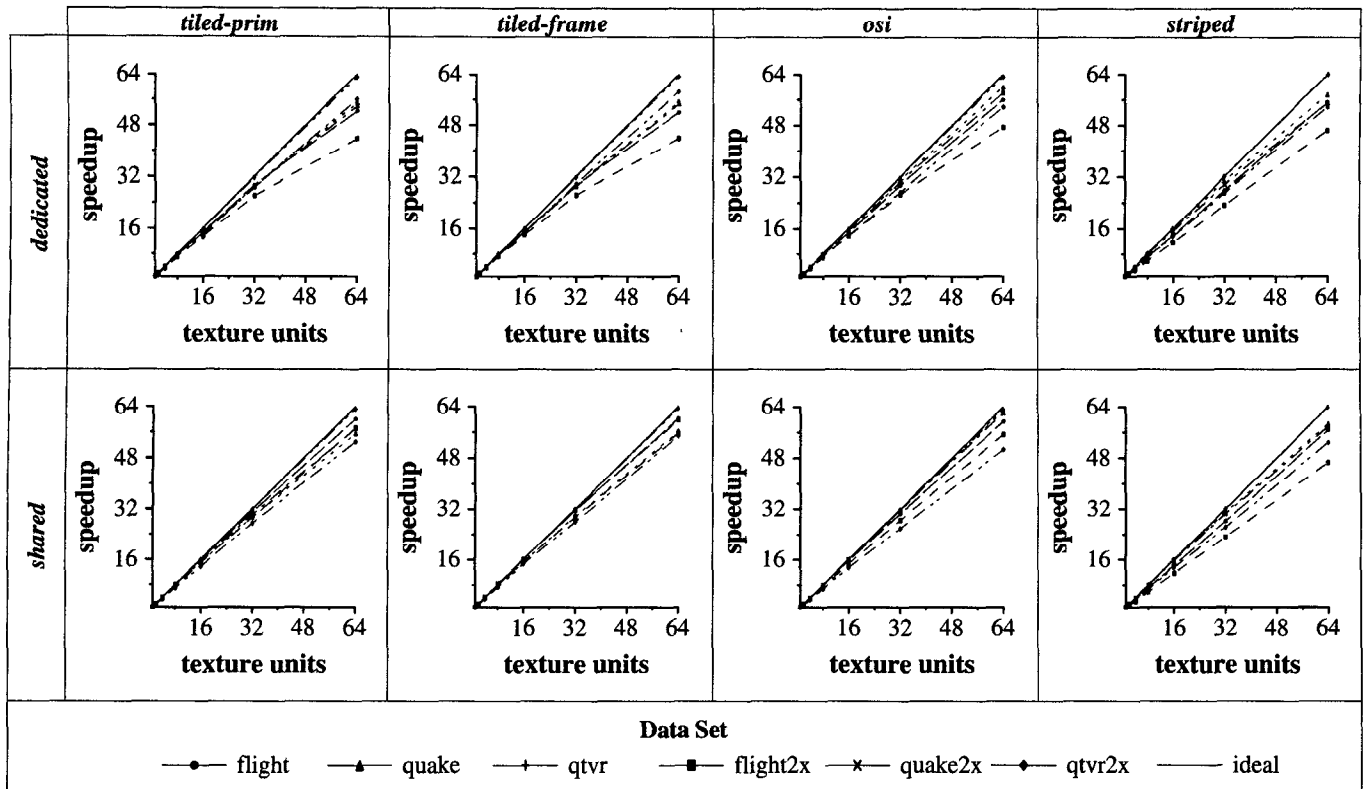 tiled-prim tiled-frame osi striped
dedicated
speedup
64
48
32
16
16 32 48 64
texture units
speedup
64
48
32
16
16 32 48 64
texture units
speedup
64
48
32
16
16 32 48 64
texture units
speedup
64
48
32
16
16 32 48 64
texture units
shared
speedup
64
48
32
16
16 32 48 64
texture units
speedup
64
48
32
16
16 32 48 64
texture units
speedup
64
48
32
16
16 32 48 64
texture units
speedup
64
48
32
16
16 32 48 64
texture units
Data Set
flight quake qtvr flight2x quake2x qtvr2x ideal